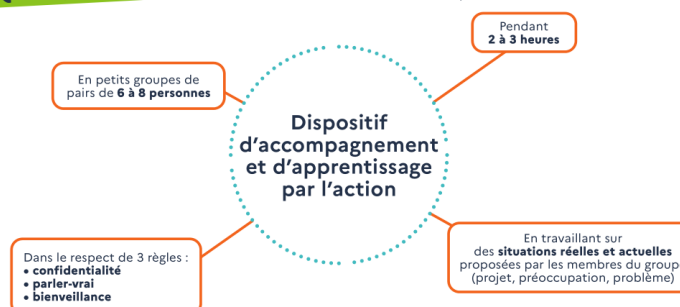 Pendant
2 à 3 heures
En petits groupes de
pairs de 6 à 8 personnes
Dispositif
d’accompagnement
et d’apprentissage
par l’action
Dans le respect de 3 règles :
• confidentialité
• parler-vrai
• bienveillance
En travaillant sur
des situations réelles et actuelles
proposées par les membres du group
(projet, préoccupation, problème)